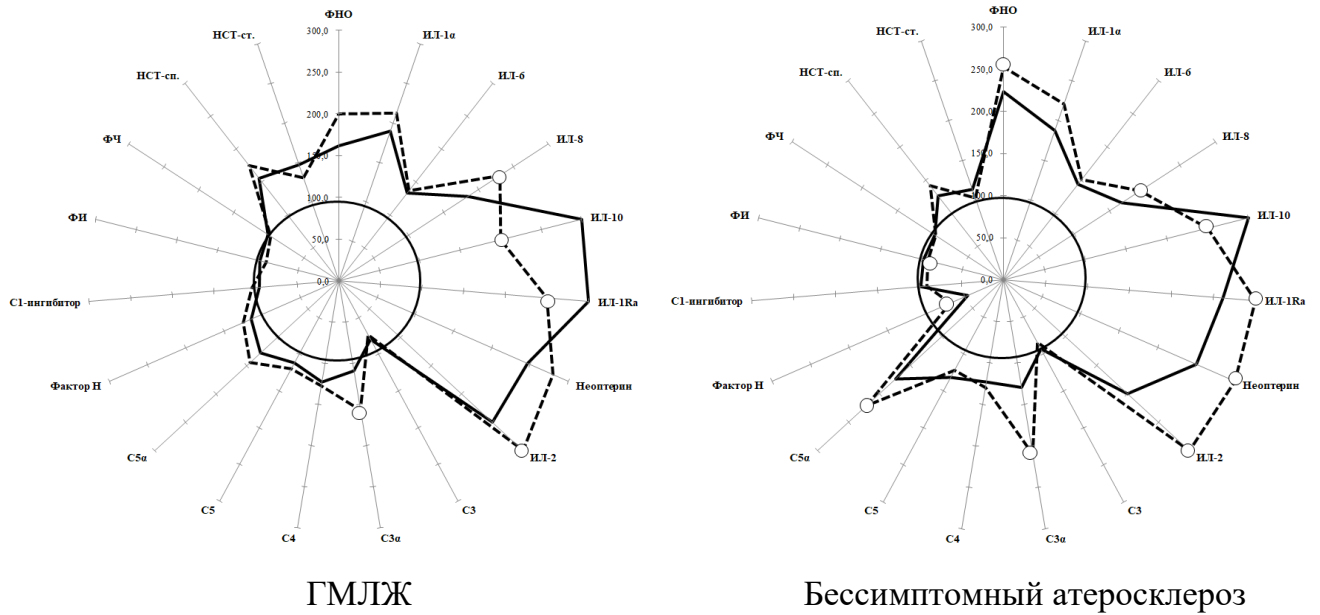 ФНО
ИЛ-1α
ИЛ-6
ИЛ-8
ИЛ-10
ИЛ-1Ra
Неоптерин
ИЛ-2
С3
С3α
С4
С5
С5α
Фактор Н
С1-ингибитор
ФИ
ФЧ
НСТ-сп.
НСТ-ст.
300,0
250,0
200,0
150,0
100,0
50,0
0,0
ГМЛЖ
ФНО
ИЛ-1α
ИЛ-6
ИЛ-8
ИЛ-10
ИЛ-1Ra
Неоптерин
ИЛ-2
С3
С3α
С4
С5
С5α
Фактор Н
С1-ингибитор
ФИ
ФЧ
НСТ-сп.
НСТ-ст.
300,0
250,0
200,0
150,0
100,0
50,0
0,0
Бессимптомный атеросклероз